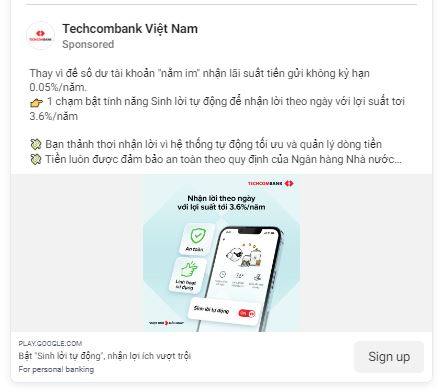 Techcombank Việt Nam
Sponsored
Thay vì để số dư tài khoản "nằm im" nhận lãi suất tiền gửi không kỳ hạn
0.05%/năm.
👉 1 chạm bật tính năng Sinh lời tự động để nhận lời theo ngày với lợi suất tới
3.6%/năm
💸 Bạn thảnh thơi nhận lời vì hệ thống tự động tối ưu và quản lý dòng tiền
💸 Tiền luôn được đảm bảo an toàn theo quy định của Ngân hàng Nhà nước...
TECHCOMBANK
Nhận lời theo ngày
với lợi suất tới 3.6%/năm
An toàn
Linh hoạt
sử dụng
Sinh lời tự động
PLAY.GOOGLE.COM
Bật "Sinh lời tự động", nhận lợi ích vượt trội
For personal banking
Sign up